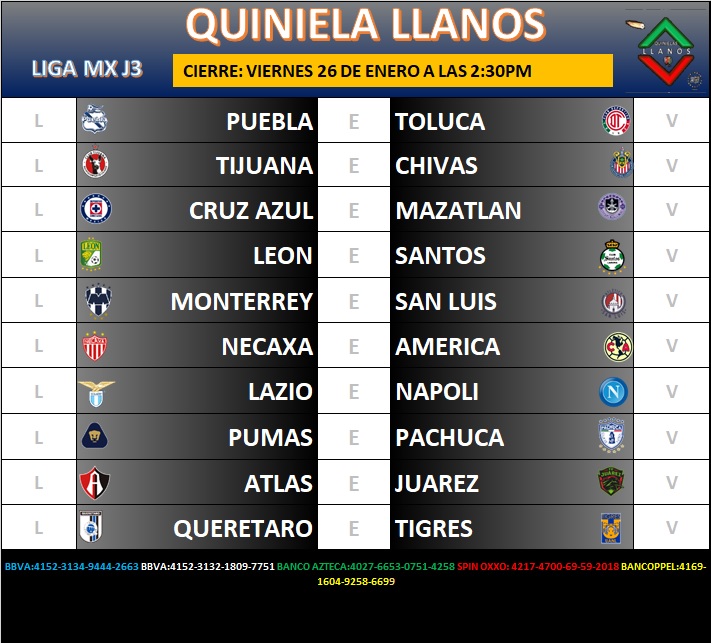 QUINIELA LLANOS
LIGA MX J3
CIERRE: VIERNES 26 DE ENERO A LAS 2:30PM
QUINIELAS
LLANOS
L PUEBLA E TOLUCA V
L TIJUANA E CHIVAS V
L CRUZ AZUL E MAZATLAN V
L LEON E SANTOS V
L MONTERREY E SAN LUIS V
L NECAXA E AMERICA V
L LAZIO E NAPOLI V
L PUMAS E PACHUCA V
L ATLAS E JUAREZ V
L QUERETARO E TIGRES V
BBVA:4152-3134-9444-2663 BBVA:4152-3132-1809-7751 BANCO AZTECA:4027-6653-0751-4258 SPIN OXXO: 4217-4700-69-59-2018 BANCOPPEL:4169-
1604-9258-6699